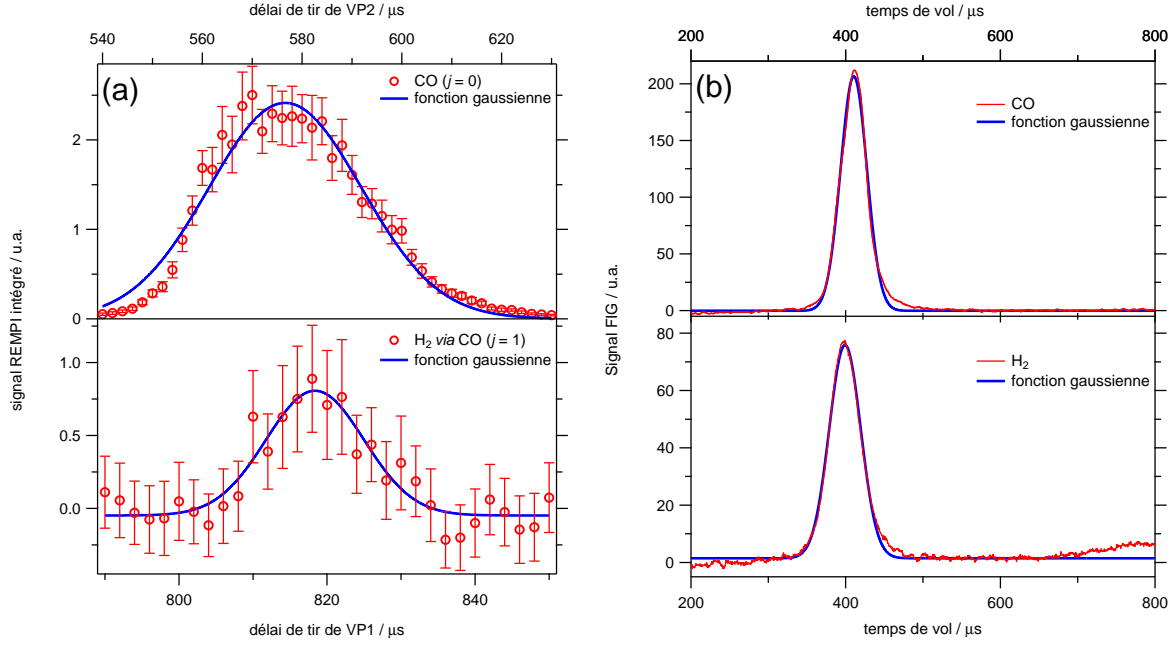 délai de tir de VP2 / μs
540 560 580 600 620
(a)
CO (j = 0)
fonction gaussienne
2
1
0
signal REMPI intégré / u.a.
H2 via CO (j = 1)
fonction gaussienne
1.0
0.5
0.0
800 820 840
délai de tir de VP1 / μs
temps de vol / μs
200 400 600 800
(b)
CO
fonction gaussienne
200
150
100
50
0
Signal FIG / u.a.
H2
fonction gaussienne
80
60
40
20
0
200 400 600 800
temps de vol / μs